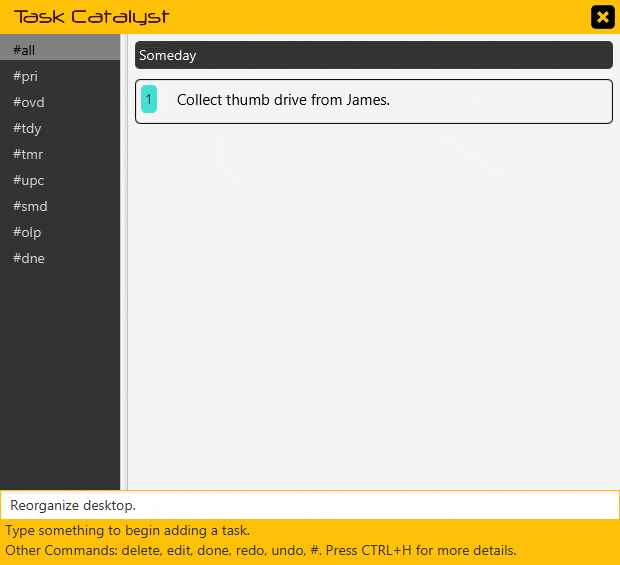 Task Catalyst
#all
#pri
#ovd
#tdy
#tmr
#upc
#smd
#olp
#dne
Someday
1 Collect thumb drive from James.
Reorganize desktop.
Type something to begin adding a task.
Other Commands: delete, edit, done, redo, undo, #. Press CTRL+H for more details.